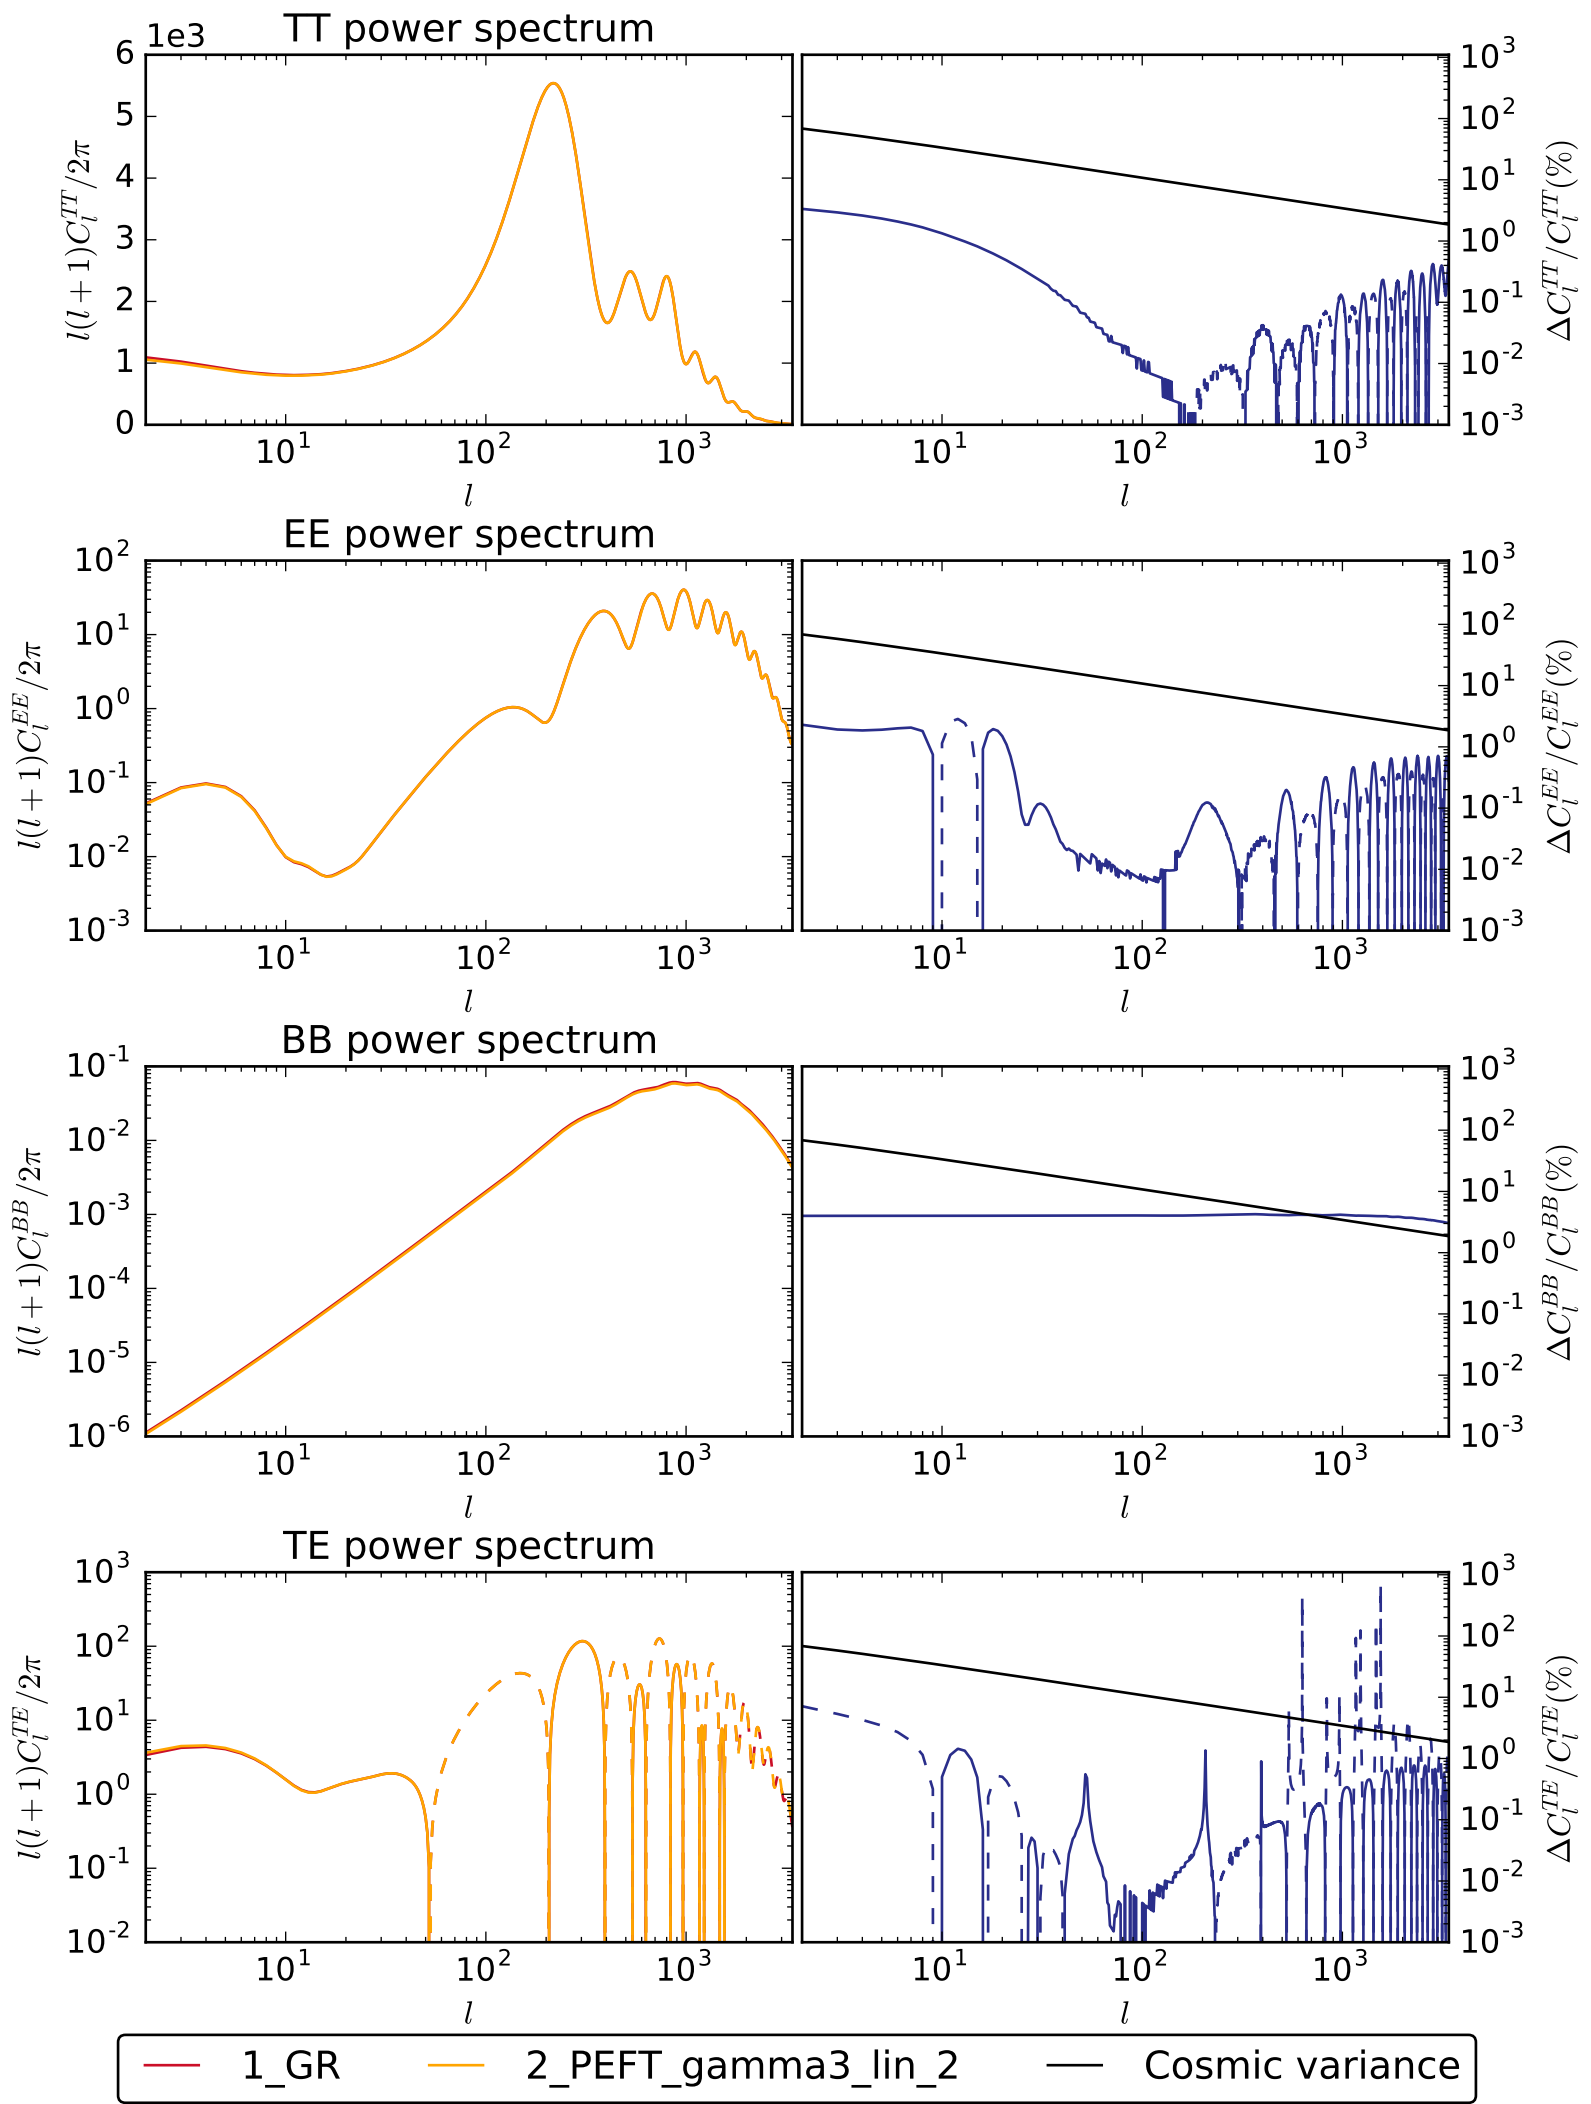 TT power spectrum
1e3
6
5
4
3
2
1
0
l(l + 1)C_l^{TT}/2π
10^1 10^2 10^3
l
10^3
10^2
10^1
10^0
10^-1
10^-2
10^-3
ΔC_l^{TT}/C_l^{TT}(%)
10^1 10^2 10^3
l
EE power spectrum
10^2
10^1
10^0
10^-1
10^-2
10^-3
l(l + 1)C_l^{EE}/2π
10^1 10^2 10^3
l
10^3
10^2
10^1
10^0
10^-1
10^-2
10^-3
ΔC_l^{EE}/C_l^{EE}(%)
10^1 10^2 10^3
l
BB power spectrum
10^-1
10^-2
10^-3
10^-4
10^-5
10^-6
l(l + 1)C_l^{BB}/2π
10^1 10^2 10^3
l
10^3
10^2
10^1
10^0
10^-1
10^-2
10^-3
ΔC_l^{BB}/C_l^{BB}(%)
10^1 10^2 10^3
l
TE power spectrum
10^3
10^2
10^1
10^0
10^-1
10^-2
l(l + 1)C_l^{TE}/2π
10^1 10^2 10^3
l
10^3
10^2
10^1
10^0
10^-1
10^-2
10^-3
ΔC_l^{TE}/C_l^{TE}(%)
10^1 10^2 10^3
l
1_GR 2_PEFT_gamma3_lin_2 Cosmic variance